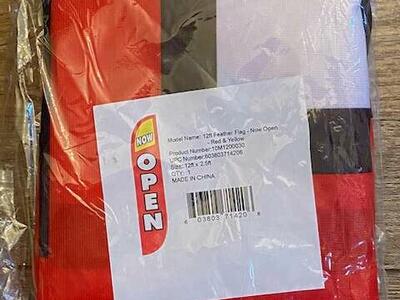 Model Name: 12ft Feather Flag - Now Open
- Red & Yellow
Product Number:10M1200030
UPC Number:603803714206
Size: 12ft x 2.5ft
QTY: 1
MADE IN CHINA
NOW
OPEN
6 03803 71420 6